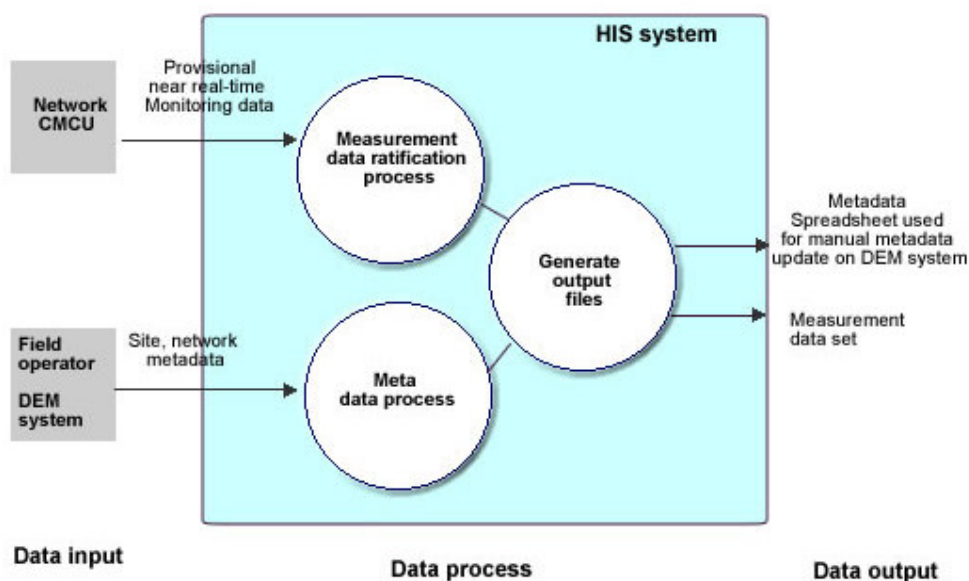 HIS system
Network
CMCU
Provisional
near real-time
Monitoring data
Measurement
data ratification
process
Generate
output
files
Metadata
Spreadsheet used
for manual metadata
update on DEM system
Measurement
data set
Field
operator
DEM
system
Site, network
metadata
Meta
data process
Data input
Data process
Data output